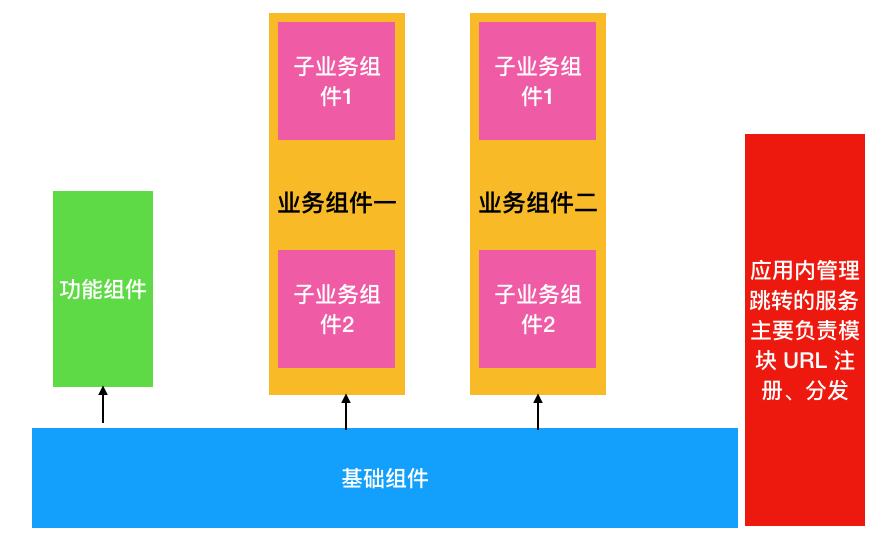 子业务组
件1
子业务组
件1
业务组件一
业务组件二
子业务组
件2
子业务组
件2
功能组件
应用内管理
跳转的服务
主要负责模
块 URL 注
册、分发
基础组件